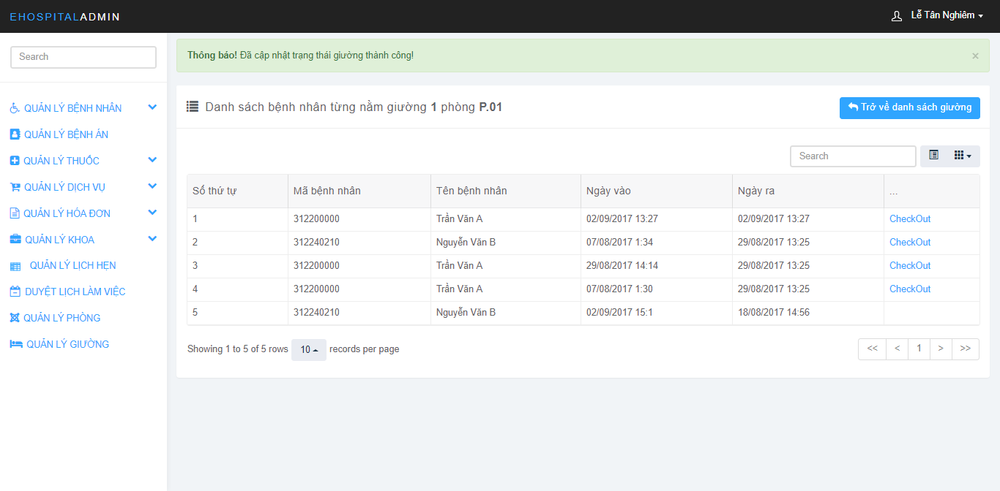 EHOSPITALADMIN
Lễ Tân Nghiêm
Search
QUẢN LÝ BỆNH NHÂN
QUẢN LÝ BỆNH ÁN
QUẢN LÝ THUỐC
QUẢN LÝ DỊCH VỤ
QUẢN LÝ HÓA ĐƠN
QUẢN LÝ KHOA
QUẢN LÝ LỊCH HẸN
DUYỆT LỊCH LÀM VIỆC
QUẢN LÝ PHÒNG
QUẢN LÝ GIƯỜNG
Thông báo! Đã cập nhật trạng thái giường thành công! ×
Danh sách bệnh nhân từng nằm giường 1 phòng P.01
Trở về danh sách giường
Search
Số thứ tự Mã bệnh nhân Tên bệnh nhân Ngày vào Ngày ra ...
1 312200000 Trần Văn A 02/09/2017 13:27 02/09/2017 13:27 CheckOut
2 312240210 Nguyễn Văn B 07/08/2017 1:34 29/08/2017 13:25 CheckOut
3 312200000 Trần Văn A 29/08/2017 14:14 29/08/2017 13:25 CheckOut
4 312200000 Trần Văn A 07/08/2017 1:30 29/08/2017 13:25 CheckOut
5 312240210 Nguyễn Văn B 02/09/2017 15:1 18/08/2017 14:56
Showing 1 to 5 of 5 rows 10 records per page
<< < 1 > >>